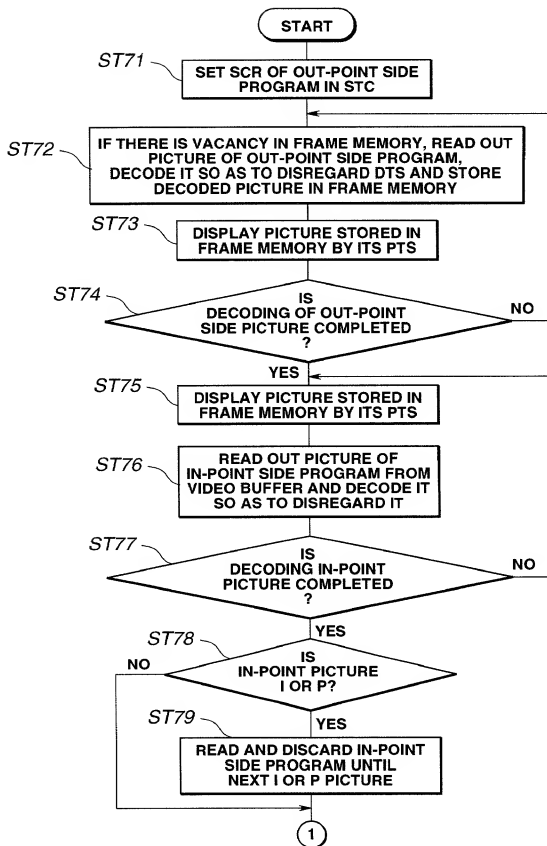 START
ST71
SET SCR OF OUT-POINT SIDE
PROGRAM IN STC
ST72
IF THERE IS VACANCY IN FRAME MEMORY, READ OUT
PICTURE OF OUT-POINT SIDE PROGRAM,
DECODE IT SO AS TO DISREGARD DTS AND STORE
DECODED PICTURE IN FRAME MEMORY
ST73
DISPLAY PICTURE STORED IN
FRAME MEMORY BY ITS PTS
ST74
IS
DECODING OF OUT-POINT
SIDE PICTURE COMPLETED
?
NO
YES
ST75
DISPLAY PICTURE STORED IN
FRAME MEMORY BY ITS PTS
ST76
READ OUT PICTURE OF
IN-POINT SIDE PROGRAM FROM
VIDEO BUFFER AND DECODE IT
SO AS TO DISREGARD IT
ST77
IS
DECODING IN-POINT
PICTURE COMPLETED
?
NO
YES
ST78
IS
IN-POINT PICTURE
I OR P?
NO
YES
ST79
READ AND DISCARD IN-POINT
SIDE PROGRAM UNTIL
NEXT I OR P PICTURE
1